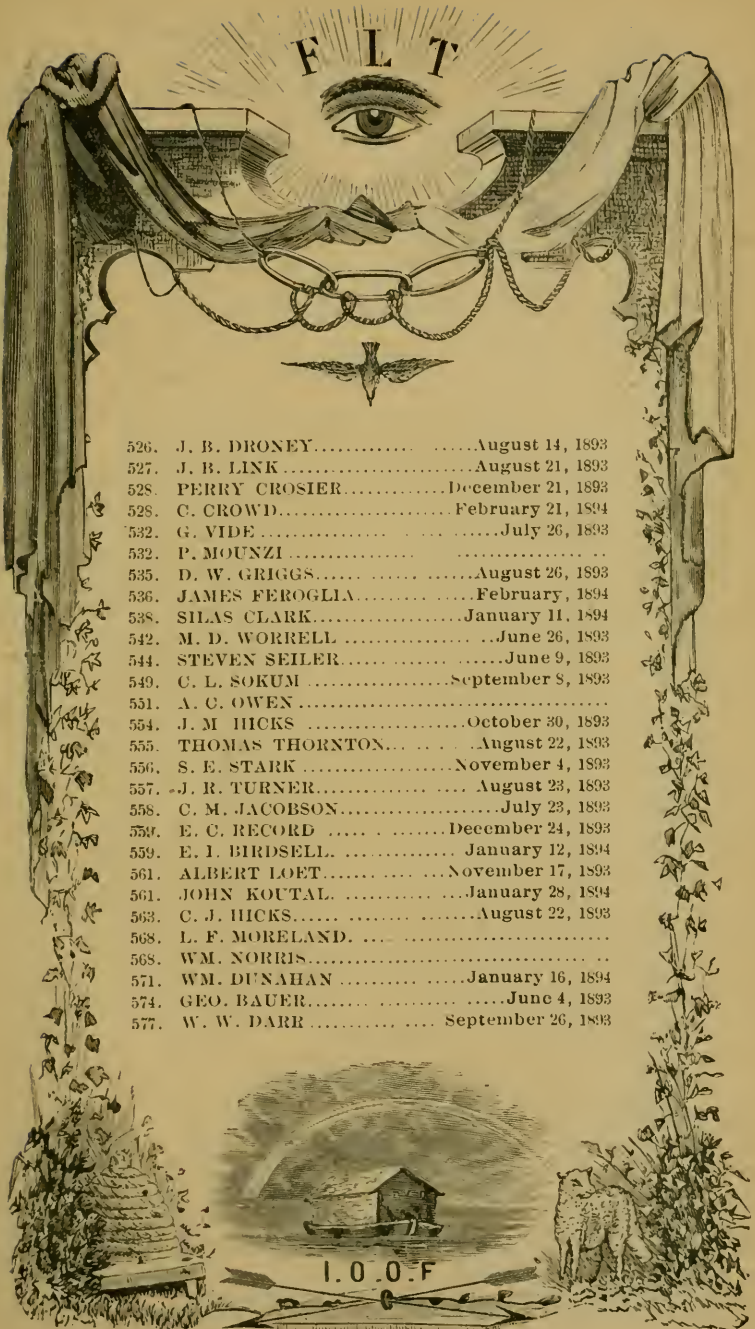 F L T
526. J. B. DRONEY.................. ......August 14, 1893
527. J. B. LINK.........................August 21, 1893
528. PERRY CROSIER............December 21, 1893
528. C. CROWD.....................February 21, 1894
532. G. VIDE ..............................July 26, 1893
532. P. MOUNZI .................. ...................
535. D. W. GRIGGS....................August 26, 1893
536. JAMES FEROGLIA..............February, 1894
538. SILAS CLARK..................January 11, 1894
542. M. D. WORRELL ...................June 26, 1893
544. STEVEN SEILER...................June 9, 1893
549. C. L. SOKUM ..................September 8, 1893
551. A. C. OWEN ......................................
554. J. M HICKS ...................October 30, 1893
555. THOMAS THORNTON... .... .August 22, 1893
556. S. E. STARK ..................November 4, 1893
557. J. R. TURNER.................. August 23, 1893
558. C. M. JACOBSON...................July 23, 1893
559. E. C. RECORD ...............December 24, 1893
559. E. I. BIRDSELL. ............... January 12, 1894
561. ALBERT LOET...............November 17, 1893
561. JOHN KOUTAL. ...............January 28, 1894
563. C. J. HICKS........................August 22, 1893
568. L. F. MORELAND. .... .........................
568. WM. NORRIS................................. ..
571. WM. DUNAHAN ...............January 16, 1894
574. GEO. BAUER........................June 4, 1893
577. W. W. DARR ............ .... September 26, 1893
I.O.O.F